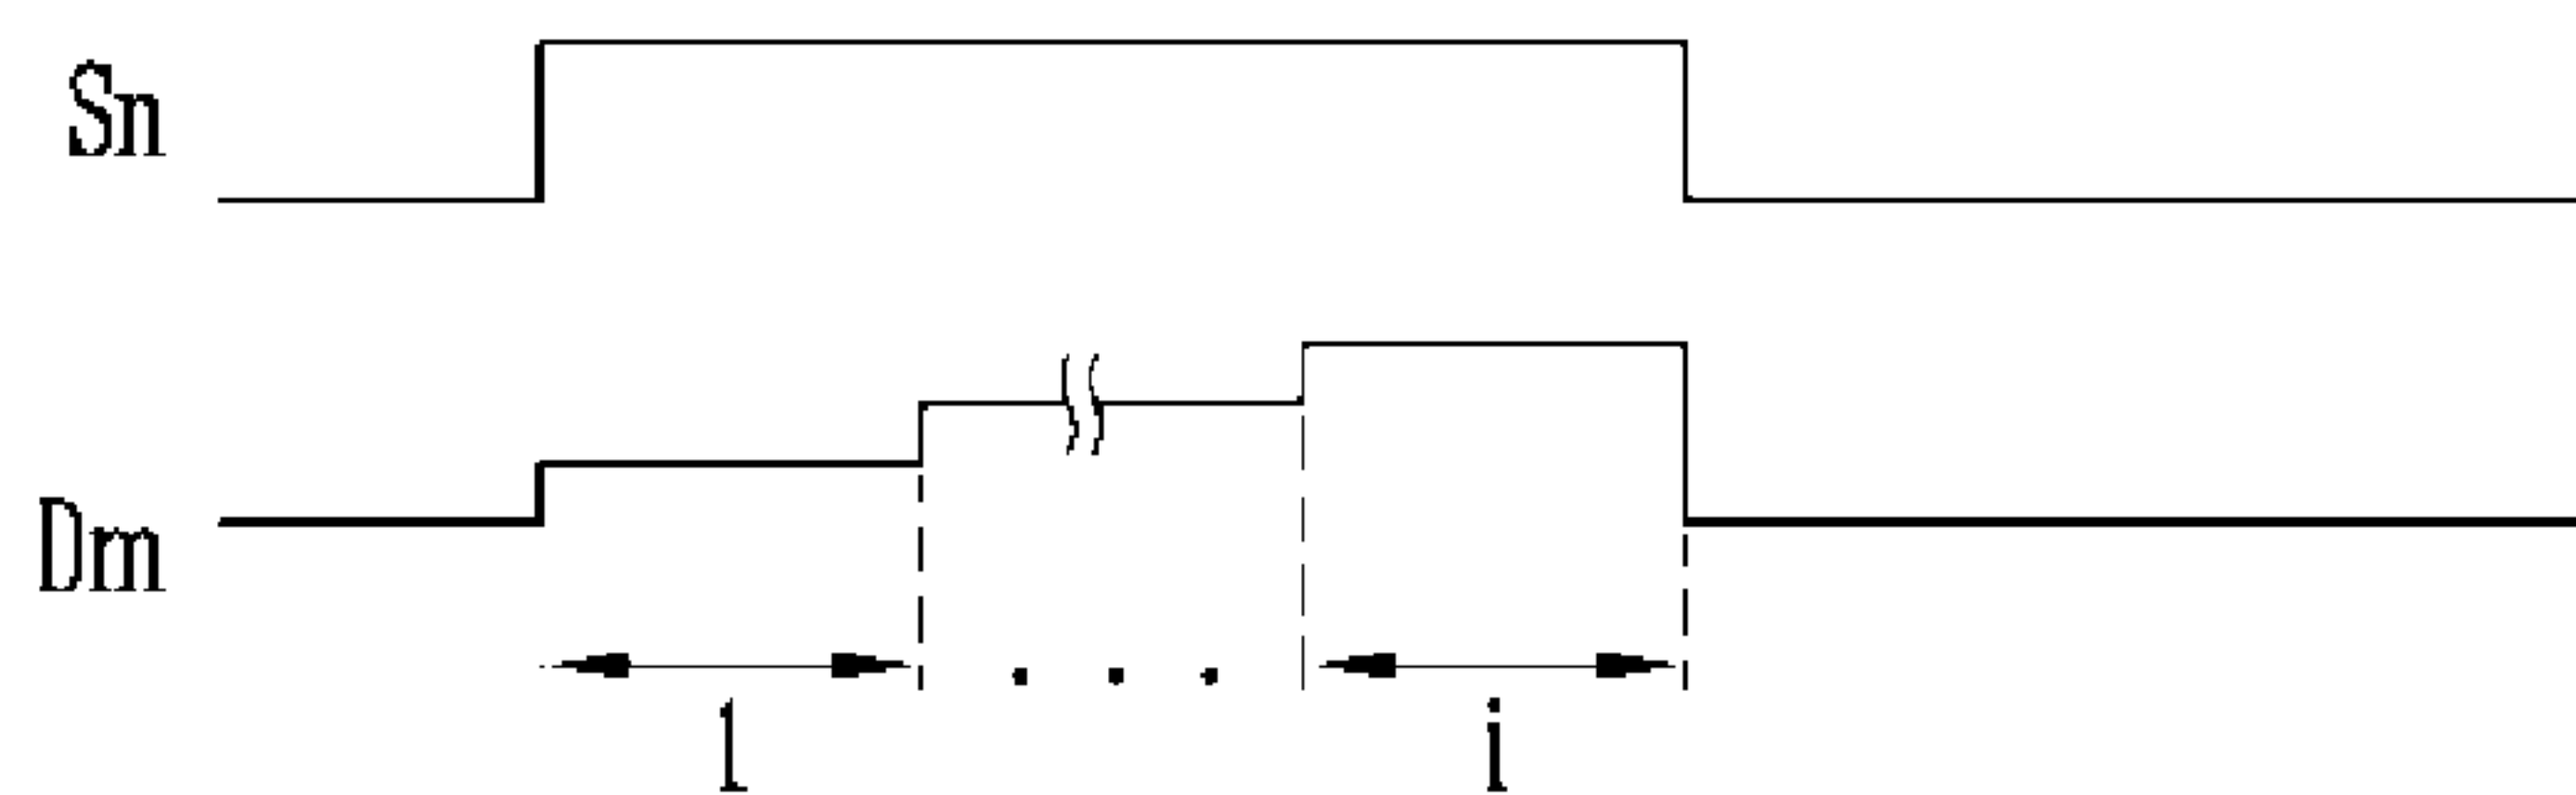 Sn
Dm
. . .
1
i